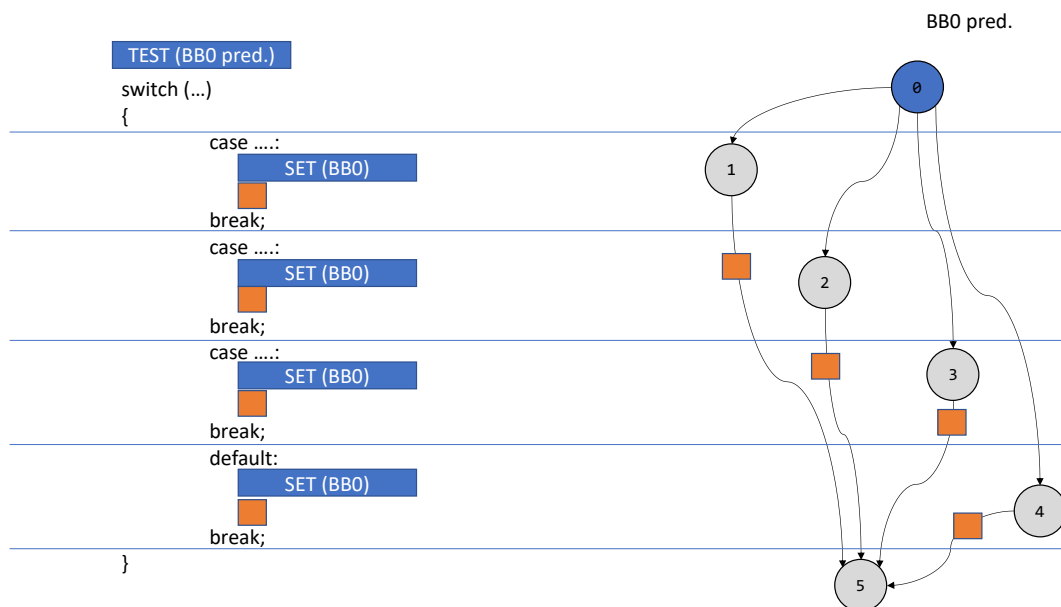 BB0 pred.
TEST (BB0 pred.)
switch (…)
{
case ….:
SET (BB0)
break;
case ….:
SET (BB0)
break;
case ….:
SET (BB0)
break;
default:
SET (BB0)
break;
}
0
1
2
3
4
5